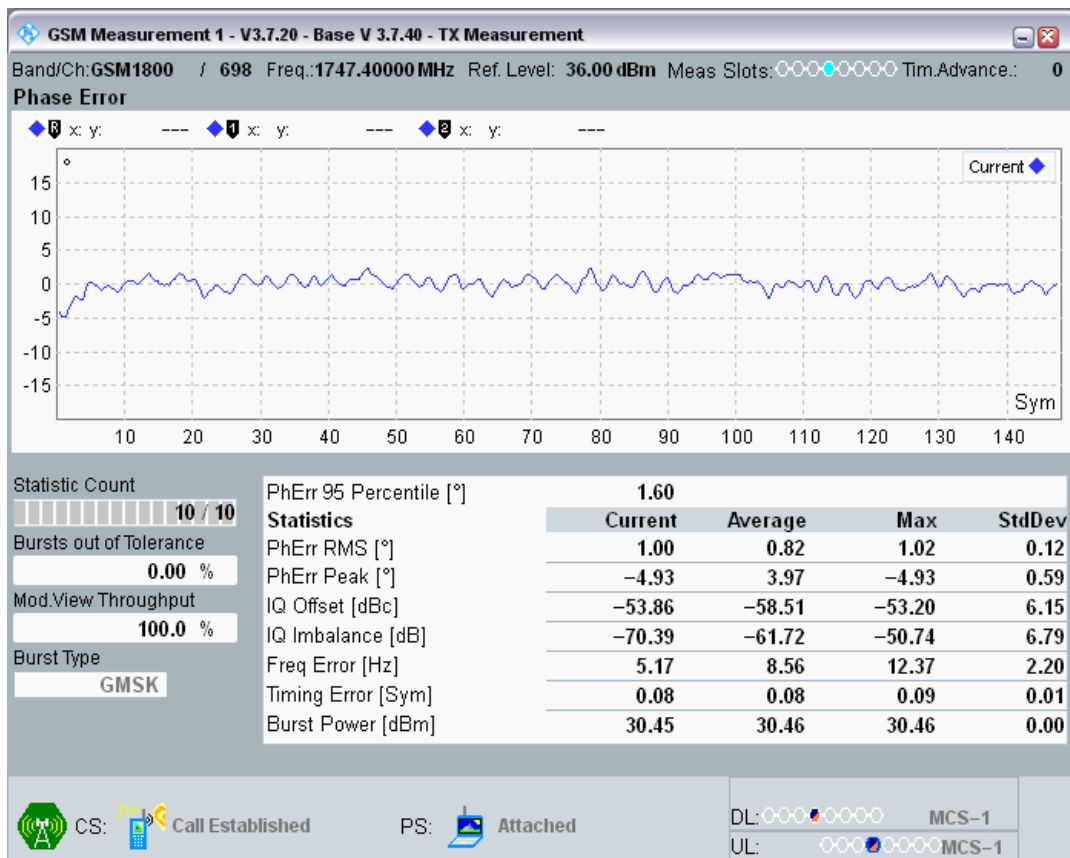 GSM Measurement 1 - V3.7.20 - Base V 3.7.40 - TX Measurement
Band/Ch:GSM1800 / 698 Freq.:1747.40000 MHz Ref. Level: 36.00 dBm Meas Slots: Tim.Advance.: 0
Phase Error
R x: y: --- 1 x: y: --- 2 x: y: ---
°
Current
15
10
5
0
-5
-10
-15
Sym
10 20 30 40 50 60 70 80 90 100 110 120 130 140
Statistic Count
10 / 10
Bursts out of Tolerance
0.00 %
Mod.View Throughput
100.0 %
Burst Type
GMSK
PhErr 95 Percentile [°] 1.60
Statistics Current Average Max StdDev
PhErr RMS [°] 1.00 0.82 1.02 0.12
PhErr Peak [°] −4.93 3.97 −4.93 0.59
IQ Offset [dBc] −53.86 −58.51 −53.20 6.15
IQ Imbalance [dB] −70.39 −61.72 −50.74 6.79
Freq Error [Hz] 5.17 8.56 12.37 2.20
Timing Error [Sym] 0.08 0.08 0.09 0.01
Burst Power [dBm] 30.45 30.46 30.46 0.00
CS: Call Established PS: Attached
DL: MCS−1
UL: MCS−1